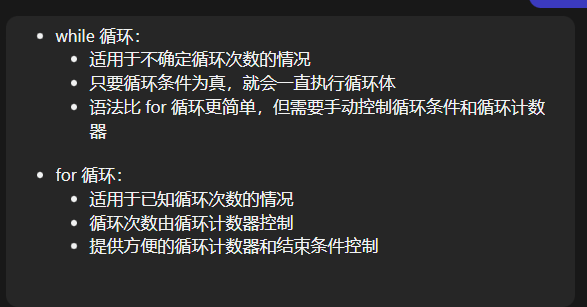 while 循环：
适用于不确定循环次数的情况
只要循环条件为真，就会一直执行循环体
语法比 for 循环更简单，但需要手动控制循环条件和循环计数
器
for 循环：
适用于已知循环次数的情况
循环次数由循环计数器控制
提供方便的循环计数器和结束条件控制